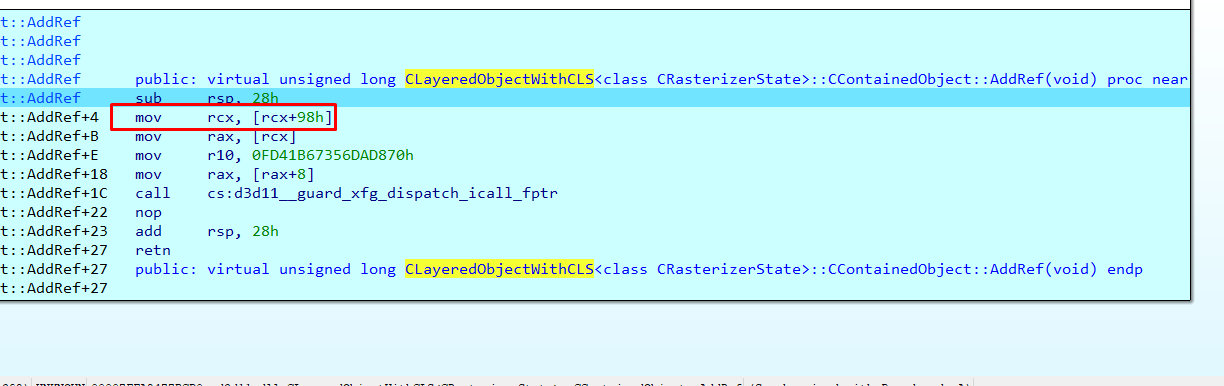 t::AddRef
t::AddRef
t::AddRef
t::AddRef public: virtual unsigned long CLayeredObjectWithCLS<class CRasterizerState>::CContainedObject::AddRef(void) proc near
t::AddRef sub rsp, 28h
t::AddRef+4 mov rcx, [rcx+98h]
t::AddRef+B mov rax, [rcx]
t::AddRef+E mov r10, 0FD41B67356DAD870h
t::AddRef+18 mov rax, [rax+8]
t::AddRef+1C call cs:d3d11__guard_xfg_dispatch_icall_fptr
t::AddRef+22 nop
t::AddRef+23 add rsp, 28h
t::AddRef+27 retn
t::AddRef+27 public: virtual unsigned long CLayeredObjectWithCLS<class CRasterizerState>::CContainedObject::AddRef(void) endp
t::AddRef+27